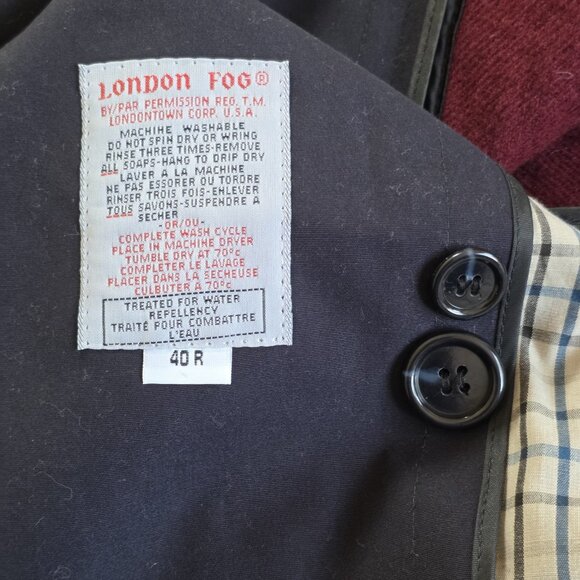 LONDON FOG®
BY/PAR PERMISSION REG. T.M.
LONDONTOWN CORP. U.S.A.
MACHINE WASHABLE
DO NOT SPIN DRY OR WRING
RINSE THREE TIMES-REMOVE
ALL SOAPS-HANG TO DRIP DRY
LAVER A LA MACHINE
NE PAS ESSORER OU TORDRE
RINSER TROIS FOIS-ENLEVER
TOUS SAVONS-SUSPENDRE A
SECHER
-OR/OU-
COMPLETE WASH CYCLE
PLACE IN MACHINE DRYER
TUMBLE DRY AT 70°C
COMPLETER LE LAVAGE
PLACER DANS LA SECHEUSE
CULBUTER A 70°C
TREATED FOR WATER
REPELLENCY
TRAITÉ POUR COMBATTRE
L'EAU
40 R